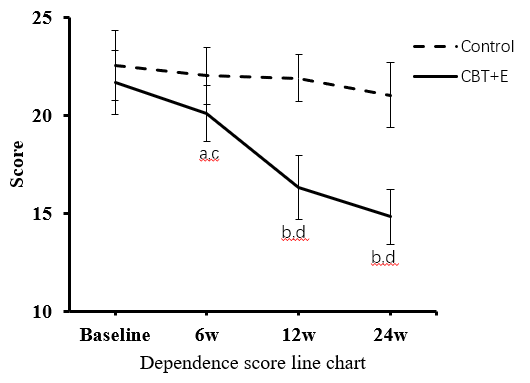 25
20
15
10
Score
Control
CBT+E
a,c
b,d
b,d
Baseline 6w 12w 24w
Dependence score line chart